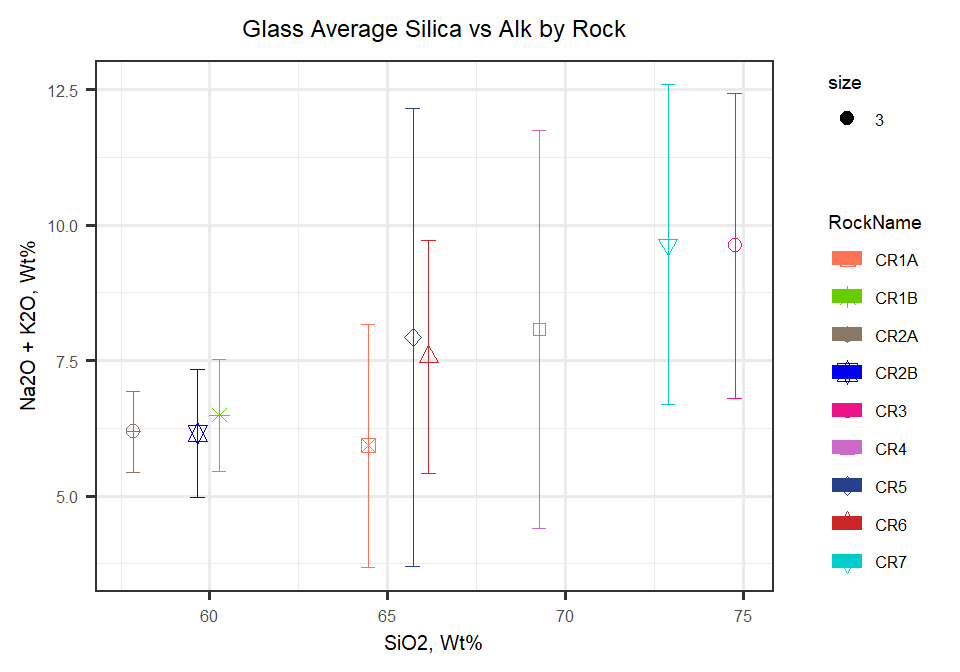 Glass Average Silica vs Alk by Rock
Na2O + K2O, Wt%
12.5
10.0
7.5
5.0
60
65
70
75
SiO2, Wt%
size
3
RockName
CR1A
CR1B
CR2A
CR2B
CR3
CR4
CR5
CR6
CR7